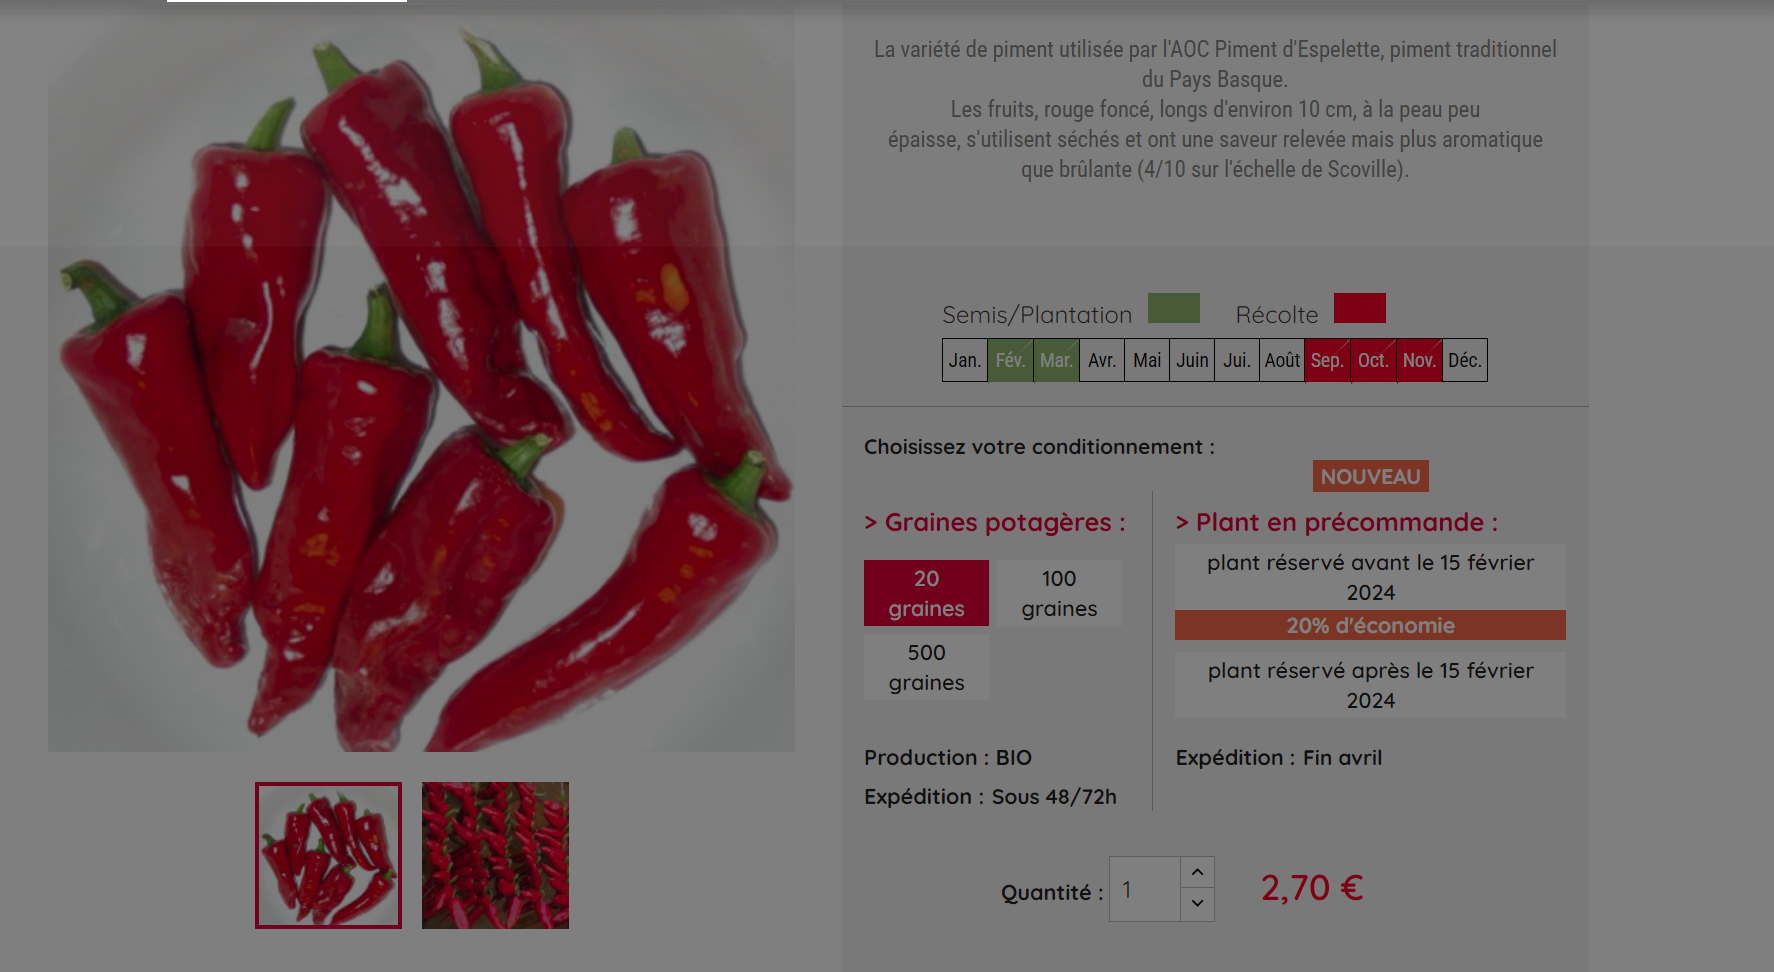 La variété de piment utilisée par l'AOC Piment d'Espelette, piment traditionnel
du Pays Basque.
Les fruits, rouge foncé, longs d'environ 10 cm, à la peau peu
épaisse, s'utilisent séchés et ont une saveur relevée mais plus aromatique
que brûlante (4/10 sur l'échelle de Scoville).
Semis/Plantation Récolte
Jan. Fév. Mar. Avr. Mai Juin Jui. Août Sep. Oct. Nov. Déc.
Choisissez votre conditionnement :
> Graines potagères :
20
graines
100
graines
500
graines
Production : BIO
Expédition : Sous 48/72h
NOUVEAU
> Plant en précommande :
plant réservé avant le 15 février
2024
20% d'économie
plant réservé après le 15 février
2024
Expédition : Fin avril
Quantité : 1 2,70 €